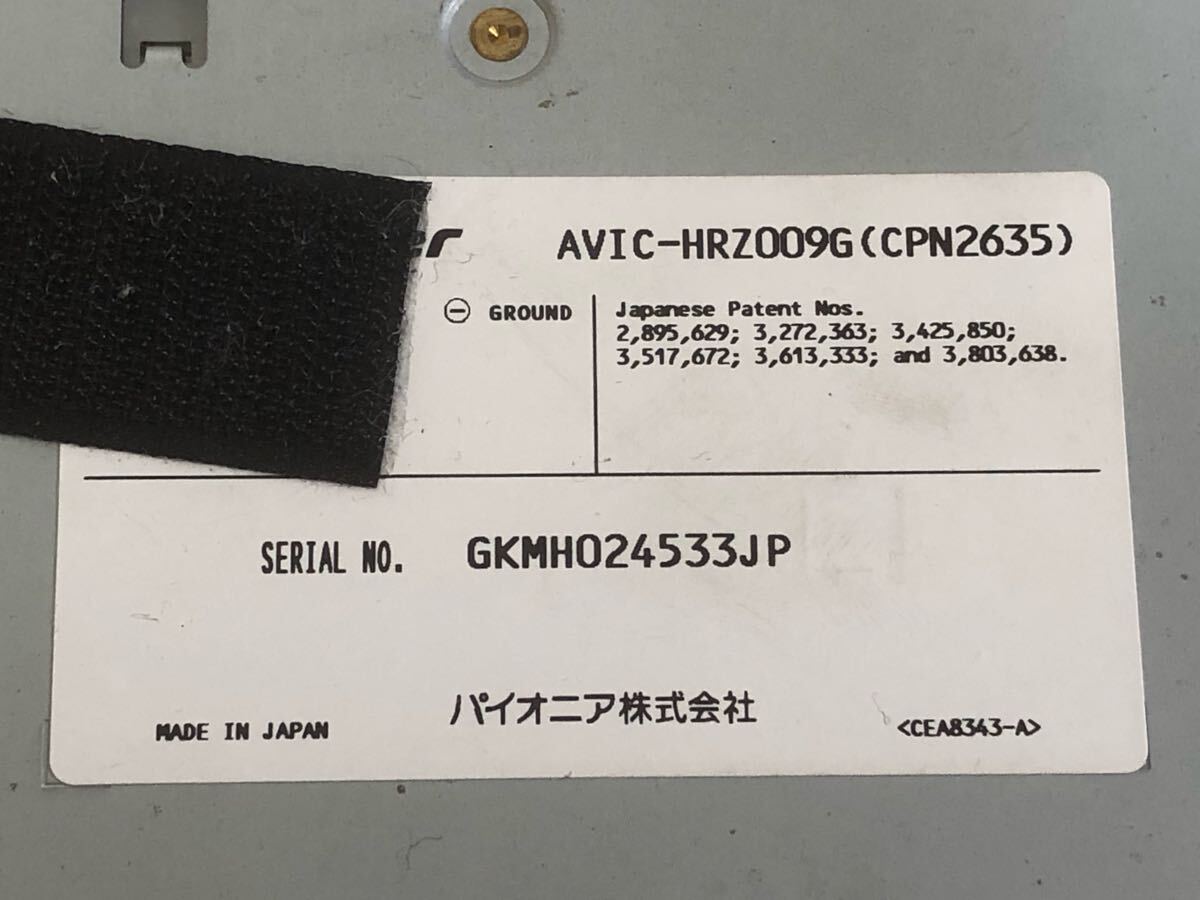 AVIC-HRZ009G(CPN2635)
⊖ GROUND
Japanese Patent Nos.
2,895,629; 3,272,363; 3,425,850;
3,517,672; 3,613,333; and 3,803,638.
SERIAL NO. GKMH024533JP
パイオニア株式会社
MADE IN JAPAN
<CEA8343-A>